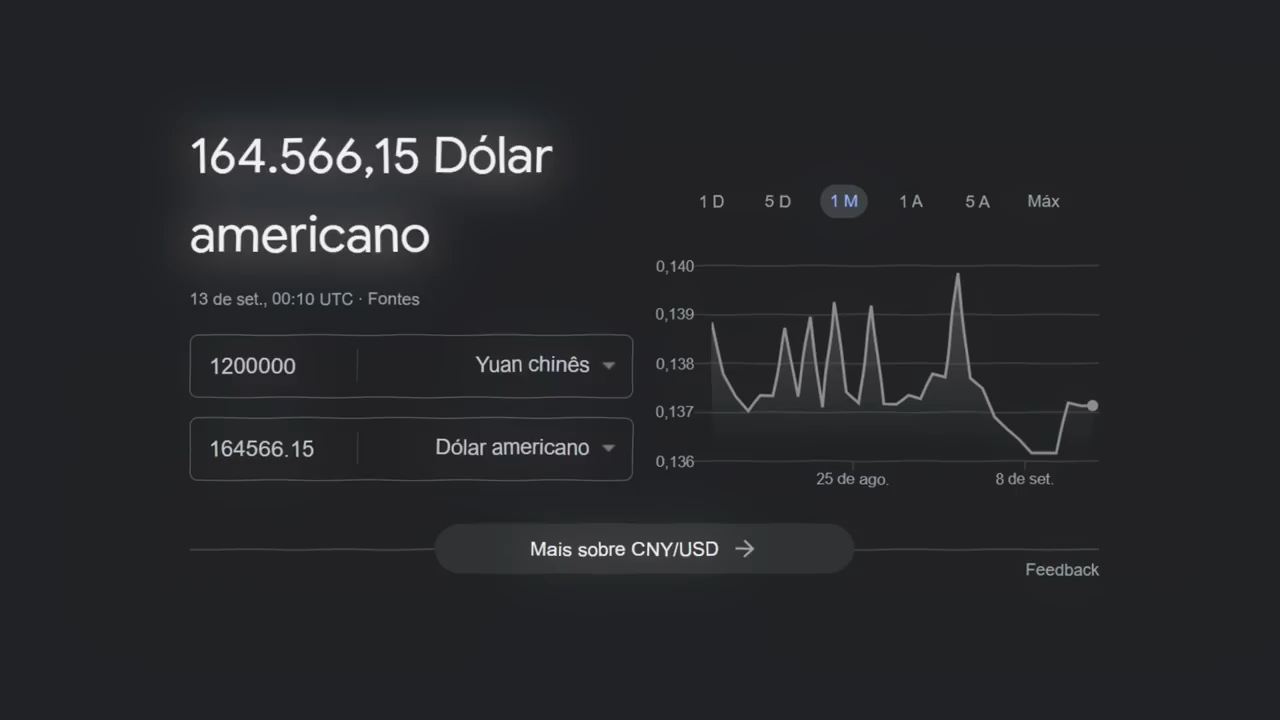 164.566,15 Dólar
americano
13 de set., 00:10 UTC · Fontes
1200000 Yuan chinês
164566.15 Dólar americano
1 D 5 D 1 M 1 A 5 A Máx
0,140
0,139
0,138
0,137
0,136
25 de ago. 8 de set.
Mais sobre CNY/USD
Feedback